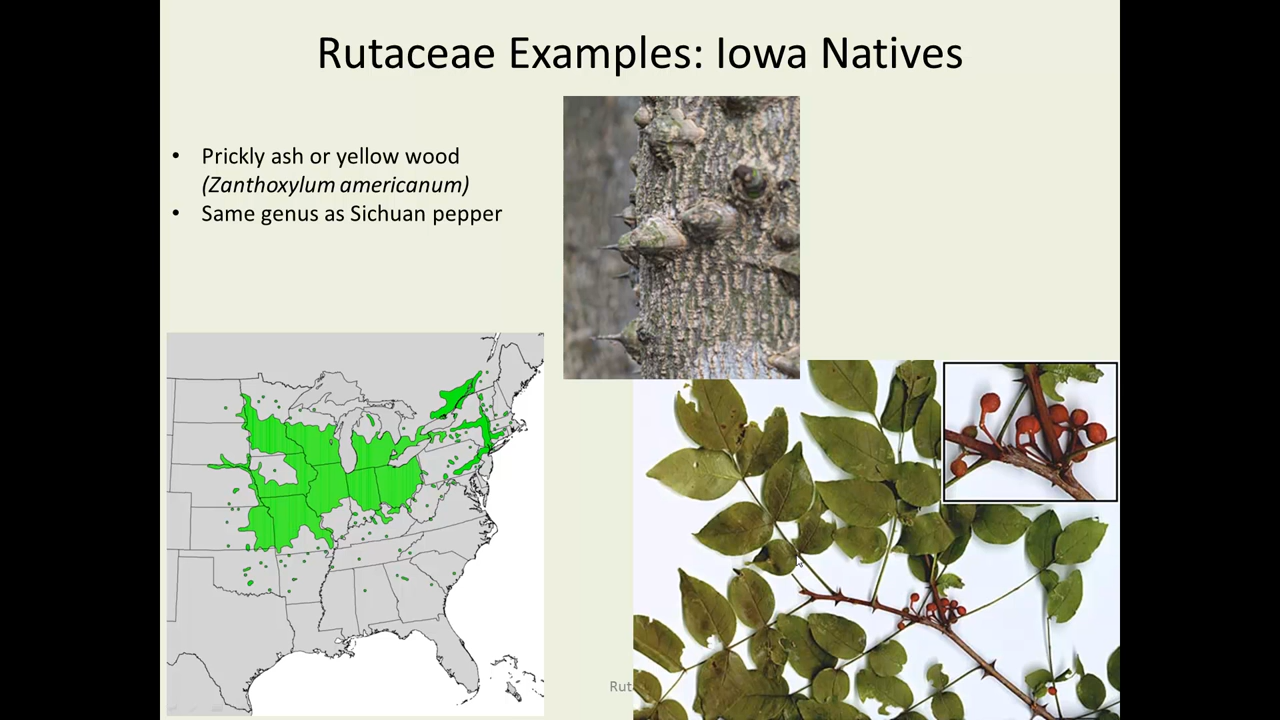 Rutaceae Examples: Iowa Natives
• Prickly ash or yellow wood
(Zanthoxylum americanum)
• Same genus as Sichuan pepper